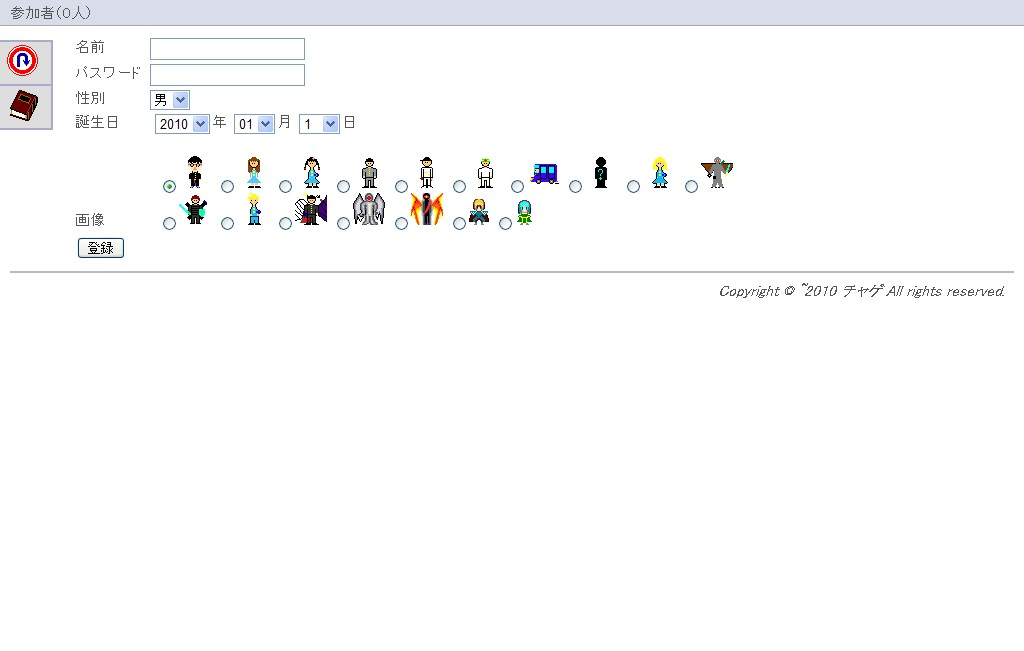 参加者(0人)
名前
パスワード
性別 男
誕生日 2010 年 01 月 1 日
?
画像
登録
Copyright © ~2010 チャゲ All rights reserved.